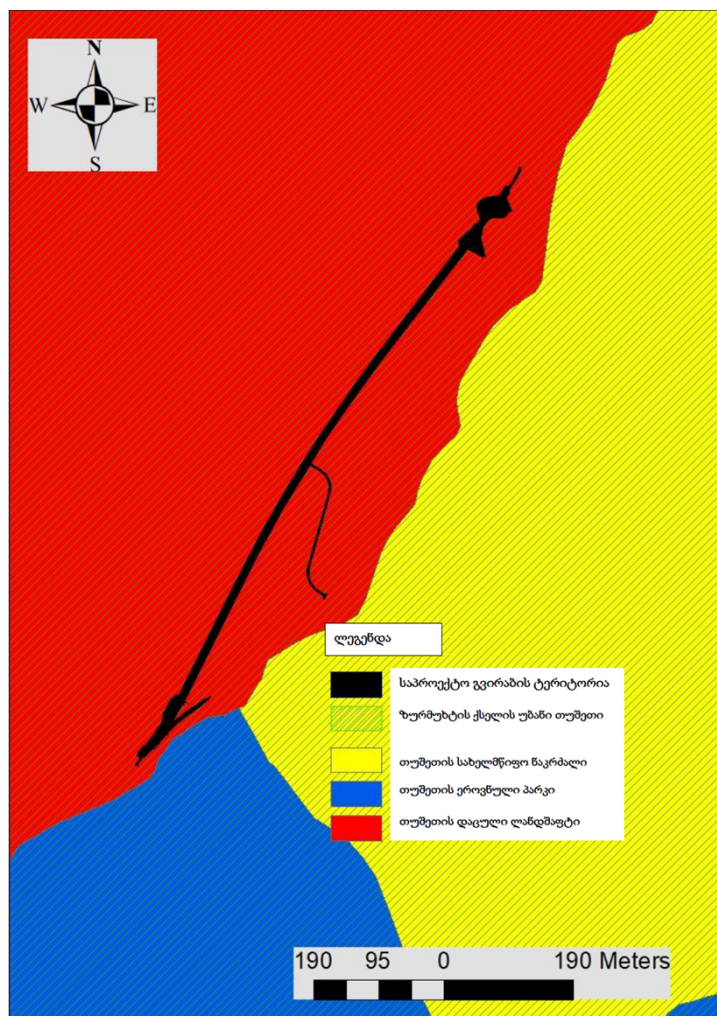 N
W E
S
ლეგენდა
საპროექტო გვირაბის ტერიტორია
ზურმუხტის ქსელის უბანი თუშეთი
თუშეთის სახელმწიფო ნაკრძალი
თუშეთის ეროვნული პარკი
თუშეთის დაცული ლანდშაფტი
190 95 0 190 Meters